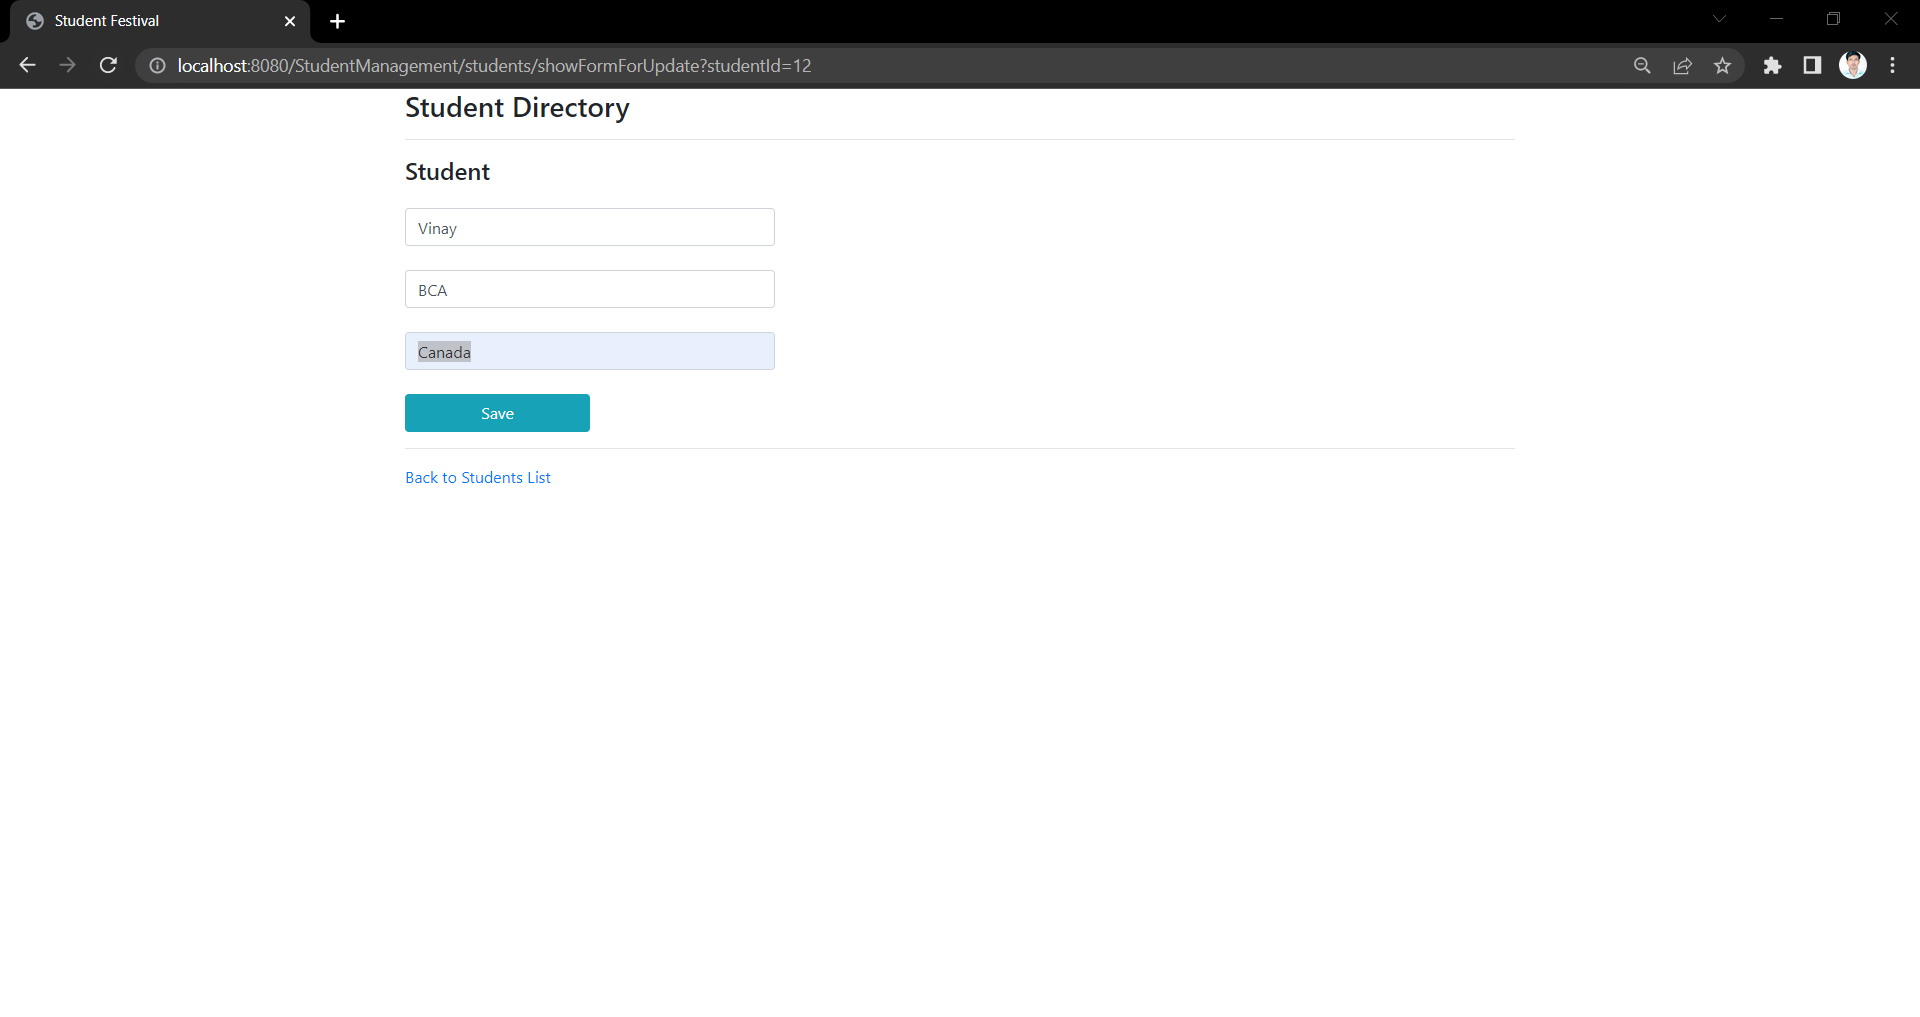 Student Festival
localhost:8080/StudentManagement/students/showFormForUpdate?studentId=12
Student Directory
Student
Vinay
BCA
Canada
Save
Back to Students List